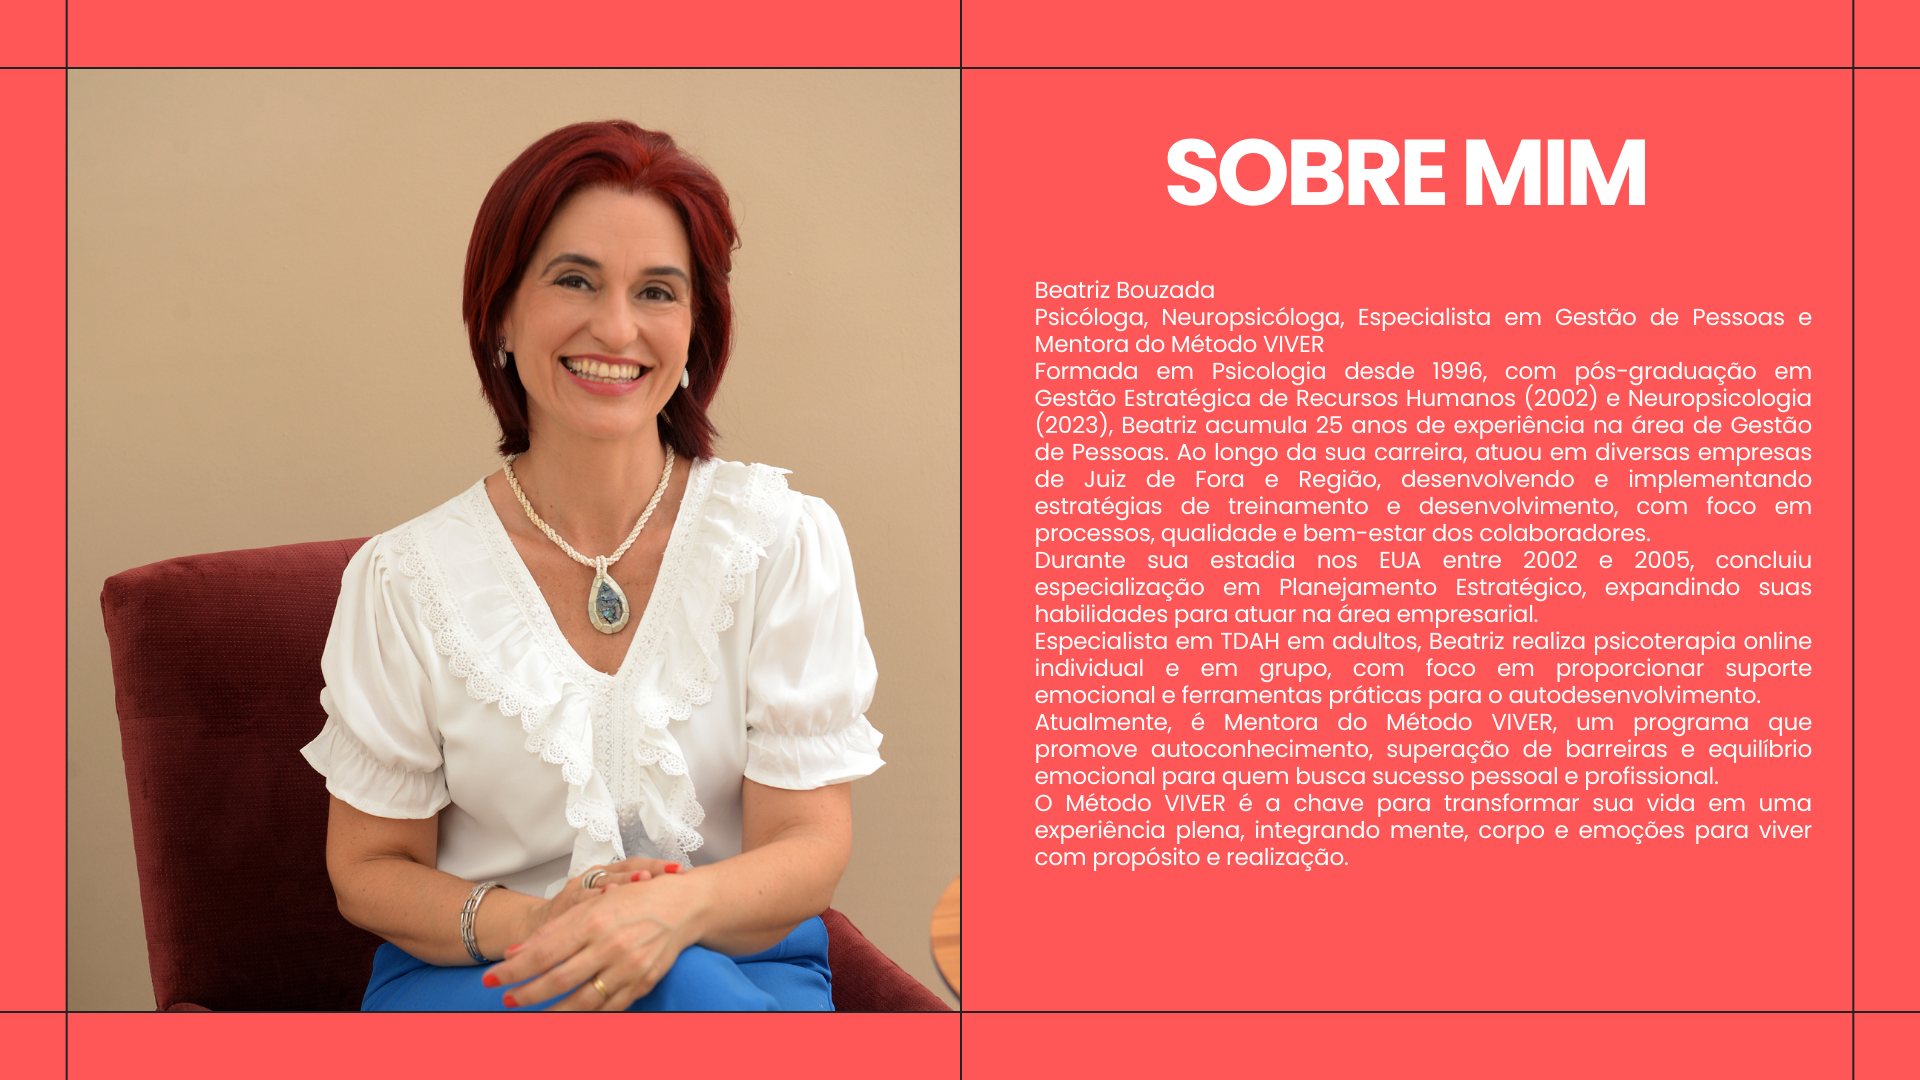 SOBRE MIM
Beatriz Bouzada
Psicóloga, Neuropsicóloga, Especialista em Gestão de Pessoas e
Mentora do Método VIVER
Formada em Psicologia desde 1996, com pós-graduação em
Gestão Estratégica de Recursos Humanos (2002) e Neuropsicologia
(2023), Beatriz acumula 25 anos de experiência na área de Gestão
de Pessoas. Ao longo da sua carreira, atuou em diversas empresas
de Juiz de Fora e Região, desenvolvendo e implementando
estratégias de treinamento e desenvolvimento, com foco em
processos, qualidade e bem-estar dos colaboradores.
Durante sua estadia nos EUA entre 2002 e 2005, concluiu
especialização em Planejamento Estratégico, expandindo suas
habilidades para atuar na área empresarial.
Especialista em TDAH em adultos, Beatriz realiza psicoterapia online
individual e em grupo, com foco em proporcionar suporte
emocional e ferramentas práticas para o autodesenvolvimento.
Atualmente, é Mentora do Método VIVER, um programa que
promove autoconhecimento, superação de barreiras e equilíbrio
emocional para quem busca sucesso pessoal e profissional.
O Método VIVER é a chave para transformar sua vida em uma
experiência plena, integrando mente, corpo e emoções para viver
com propósito e realização.